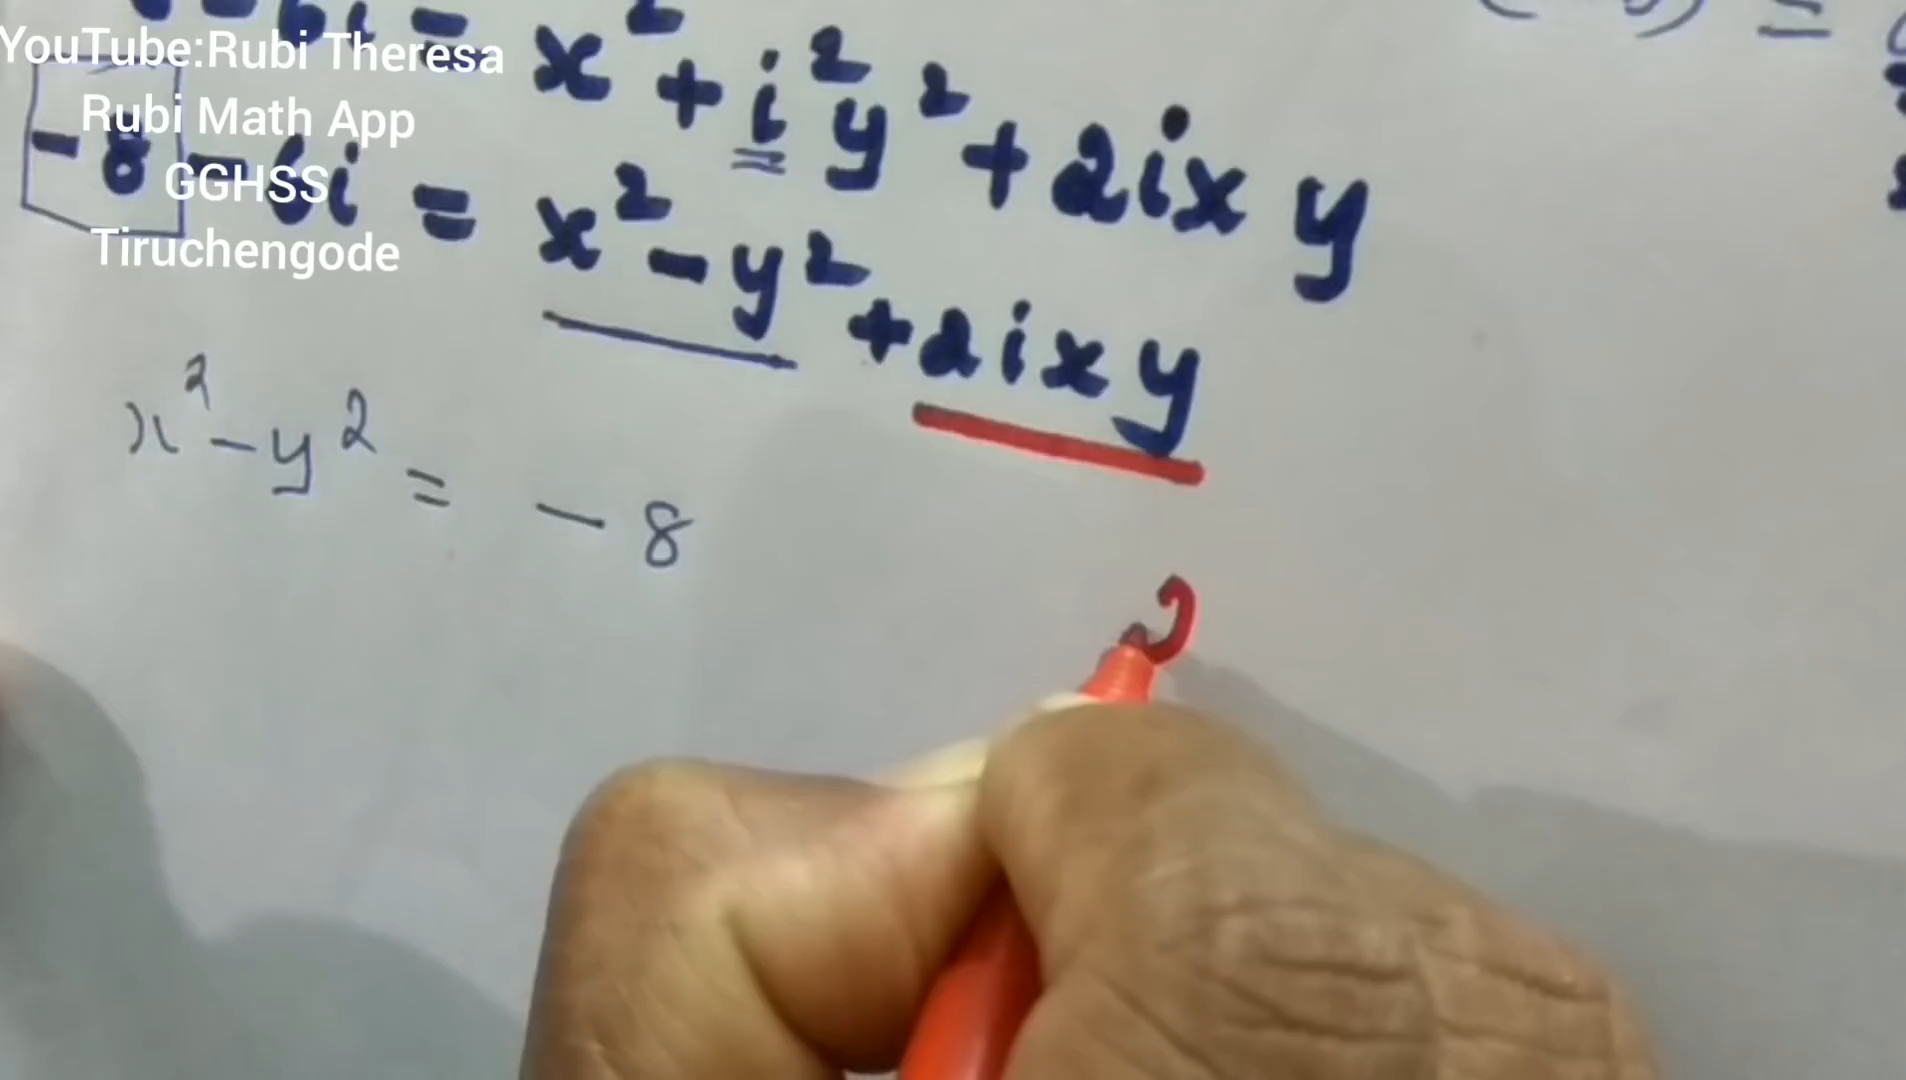 YouTube:Rubi Theresa
Rubi Math App
GGHSS
Tiruchengode
6i = x² + i²y² + 2ixy
-8 - 6i = x² - y² + 2ixy
x² - y² = - 8